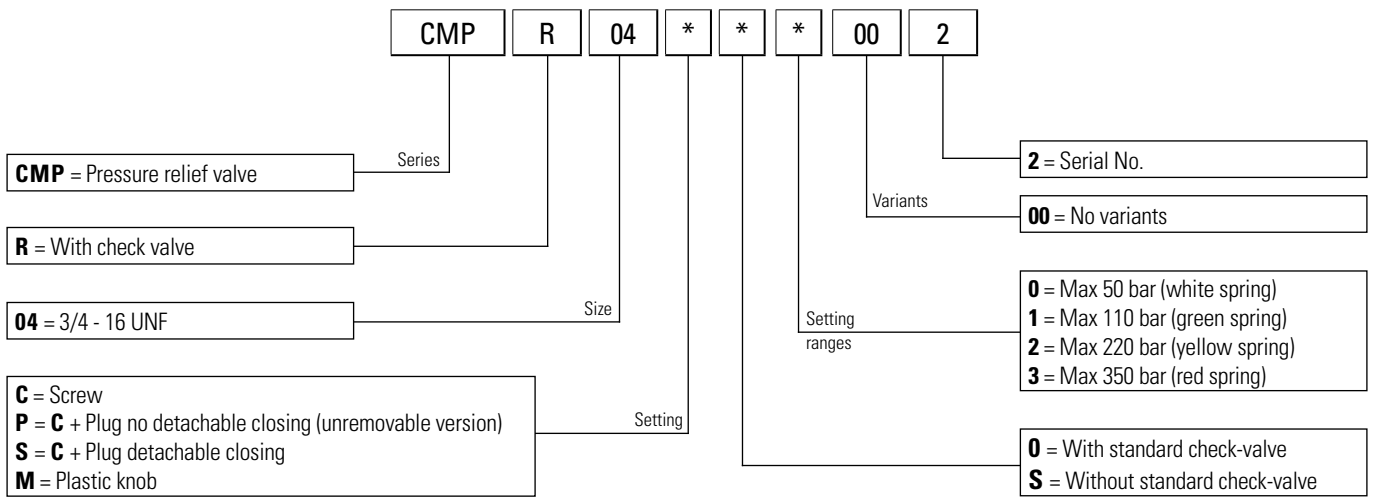 CMP R 04 * * * 00 2
Series
CMP = Pressure relief valve
R = With check valve
Size
04 = 3/4 - 16 UNF
Setting
C = Screw
P = C + Plug no detachable closing (unremovable version)
S = C + Plug detachable closing
M = Plastic knob
2 = Serial No.
Variants
00 = No variants
Setting
ranges
0 = Max 50 bar (white spring)
1 = Max 110 bar (green spring)
2 = Max 220 bar (yellow spring)
3 = Max 350 bar (red spring)
0 = With standard check-valve
S = Without standard check-valve